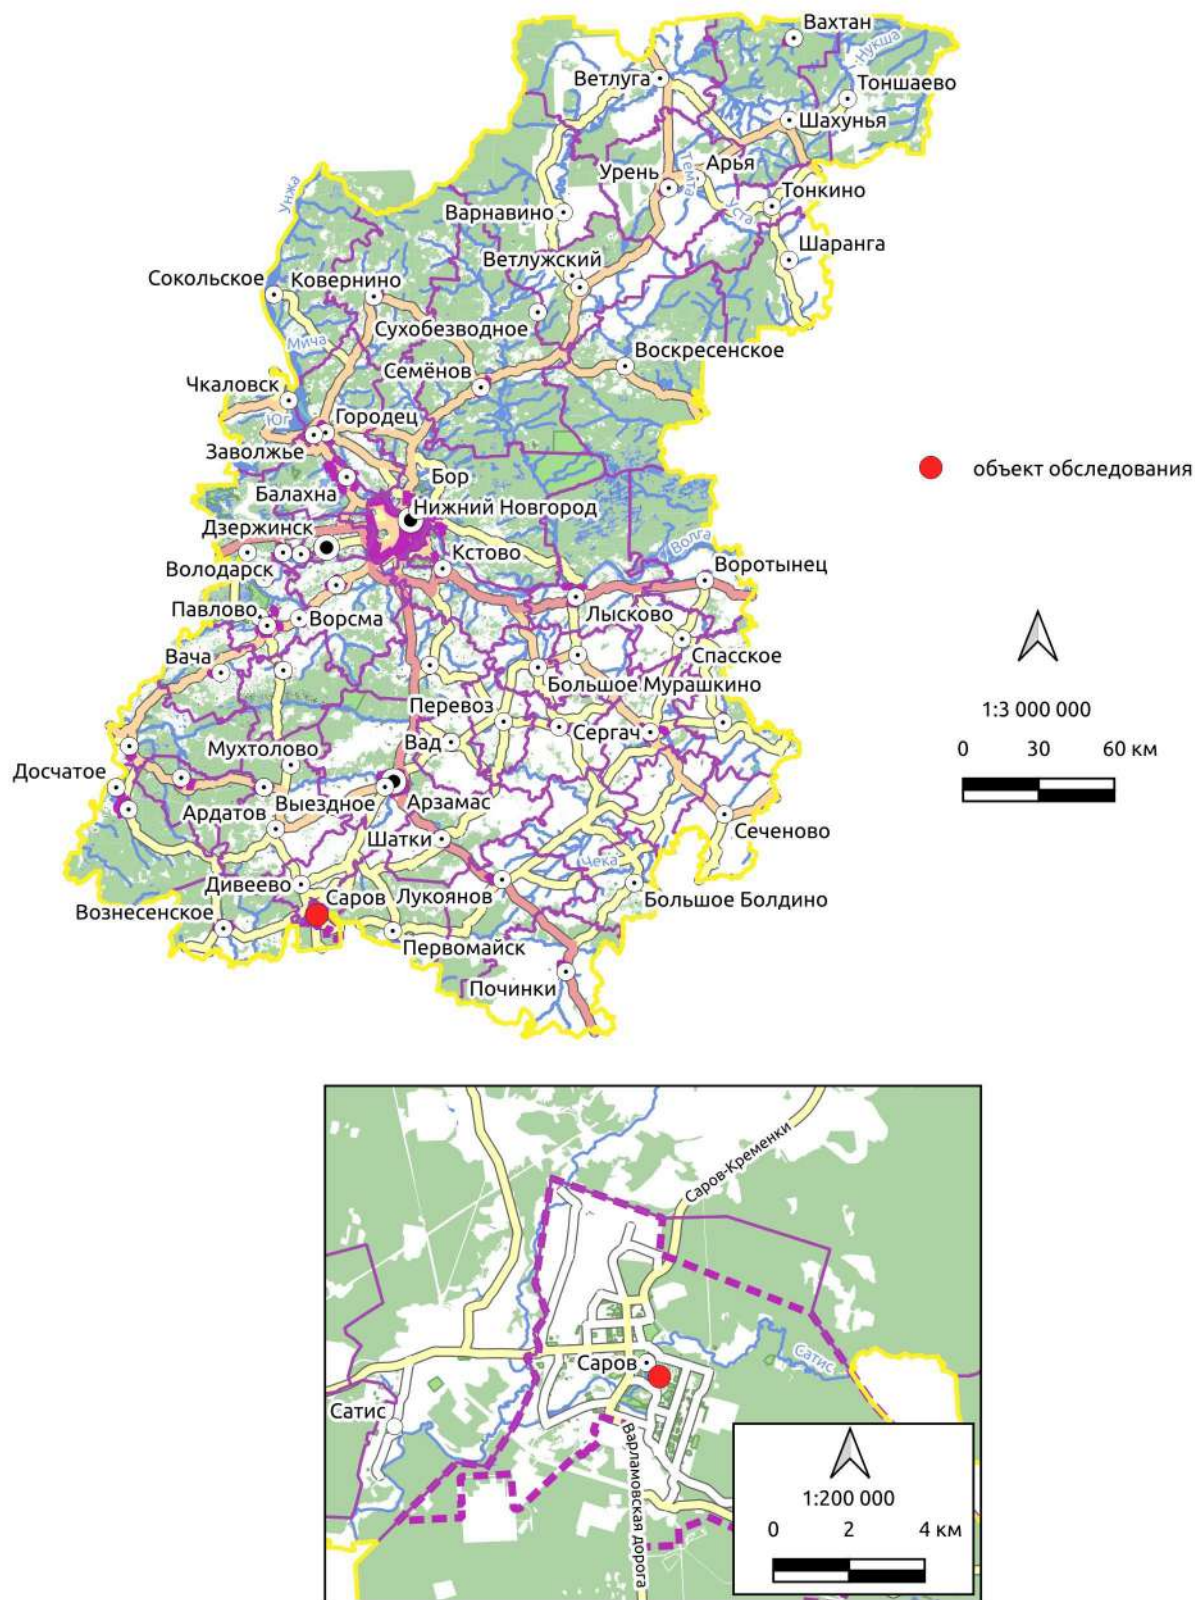 Вахтан
Нукша
Ветлуга
Тоншаево
Шахунья
Арья
Урень
Темта
Унжа
Тонкино
Уста
Варнавино
Шаранга
Ветлужский
Сокольское
Ковернино
Сухобезводное
Мича
Воскресенское
Семёнов
Чкаловск
Юг
Городец
Заволжье
объект обследования
Бор
Балахна
Нижний Новгород
Дзержинск
Волга
Кстово
Воротынец
Володарск
Павлово
Ворсма
Лысково
Спасское
Вача
Большое Мурашкино
Перевоз
1:3 000 000
Сергач
Вад
Мухтолово
0 30 60 км
Досчатое
Выездное
Арзамас
Ардатов
Сеченово
Шатки
Чека
Дивеево
Саров
Лукоянов
Большое Болдино
Вознесенское
Первомайск
Починки
Саров-Кременки
Сатис
Саров
Сатис
Варламовская дорога
1:200 000
0 2 4 км